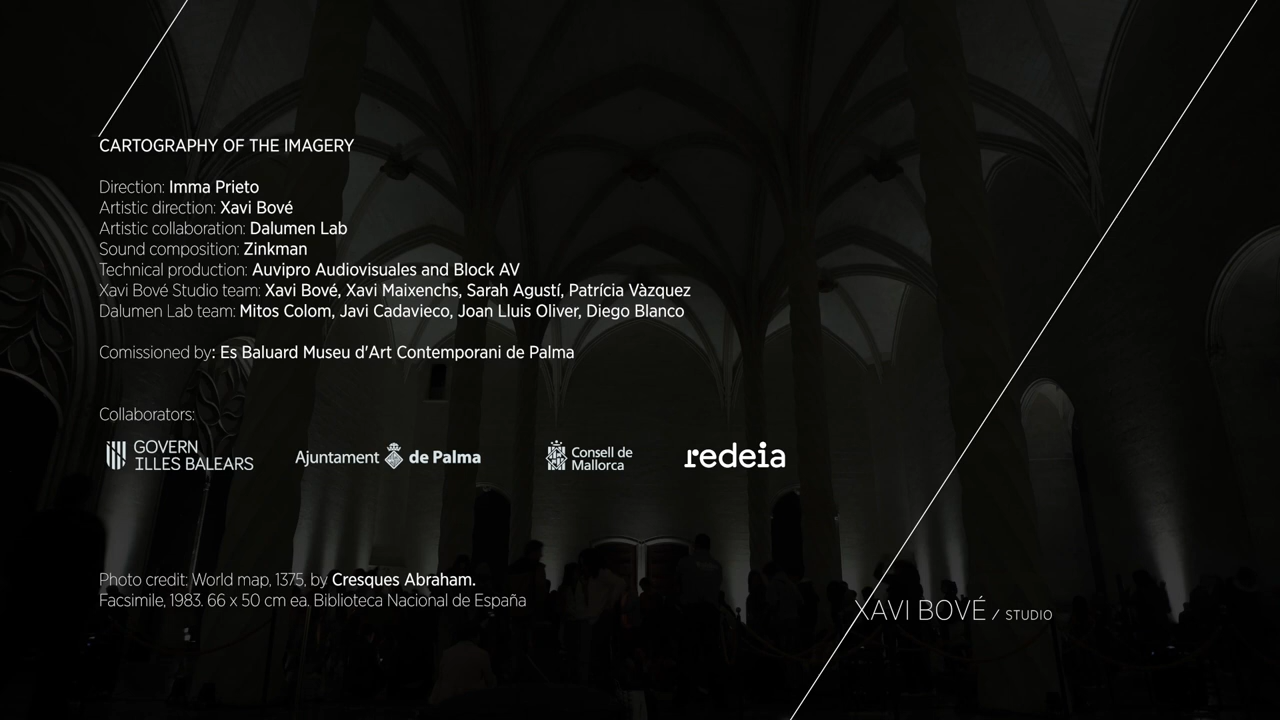 CARTOGRAPHY OF THE IMAGERY
Direction: Imma Prieto
Artistic direction: Xavi Bové
Artistic collaboration: Dalumen Lab
Sound composition: Zinkman
Technical production: Auvipro Audiovisuales and Block AV
Xavi Bové Studio team: Xavi Bové, Xavi Maixenchs, Sarah Agustí, Patrícia Vàzquez
Dalumen Lab team: Mitos Colom, Javi Cadavieco, Joan Lluis Oliver, Diego Blanco
Comissioned by: Es Baluard Museu d'Art Contemporani de Palma
Collaborators:
GOVERN
ILLES BALEARS
Ajuntament de Palma
Consell de
Mallorca
redeia
Photo credit: World map, 1375, by Cresques Abraham.
Facsimile, 1983. 66 x 50 cm ea. Biblioteca Nacional de España
XAVI BOVÉ / STUDIO